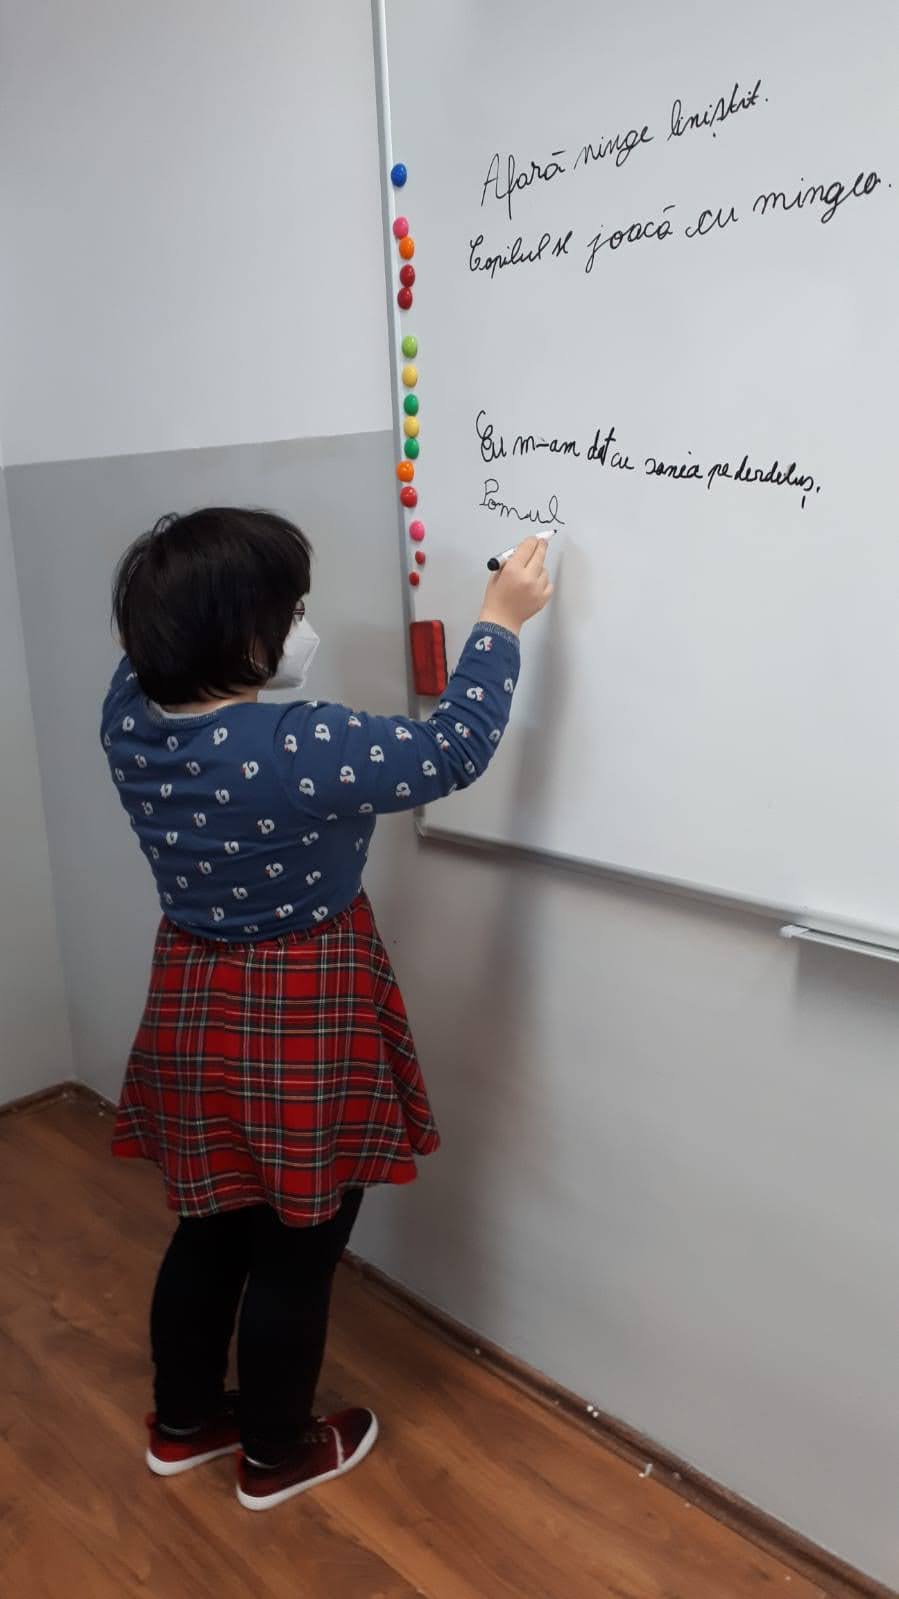 Afară ninge liniștit.
Copilul se joacă cu mingea.
Eu m-am dat cu sania pe derdeluș.
Pomul